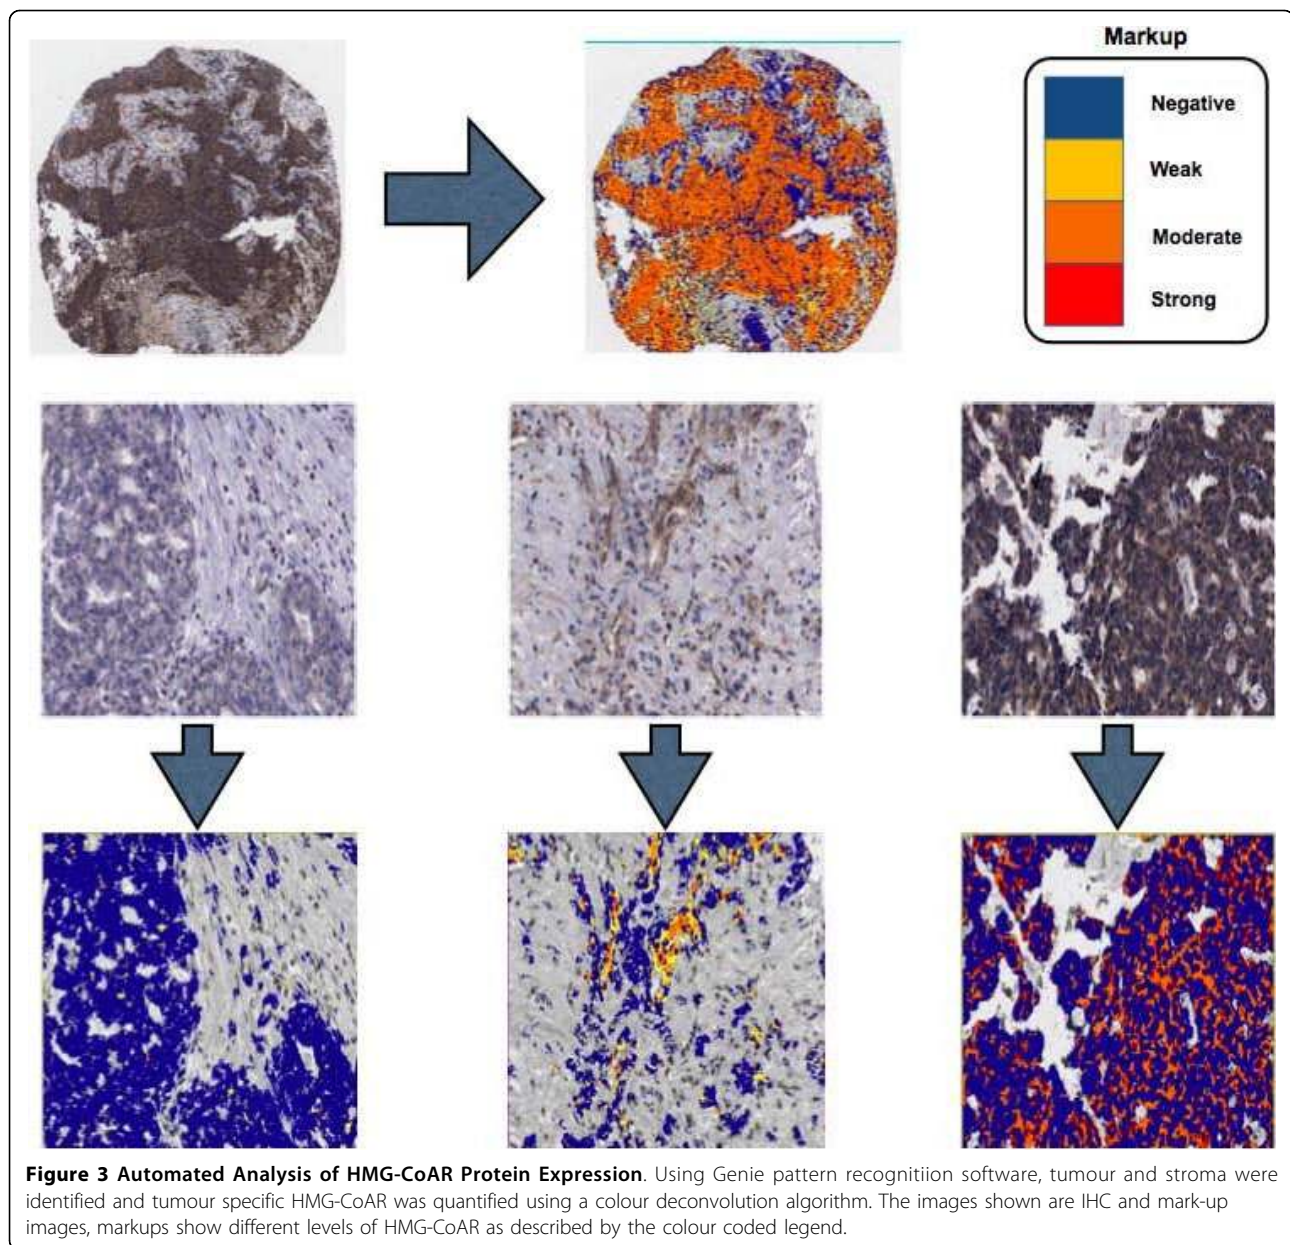 Markup
Negative
Weak
Moderate
Strong
Figure 3 Automated Analysis of HMG-CoAR Protein Expression. Using Genie pattern recognitiion software, tumour and stroma were
identified and tumour specific HMG-CoAR was quantified using a colour deconvolution algorithm. The images shown are IHC and mark-up
images, markups show different levels of HMG-CoAR as described by the colour coded legend.